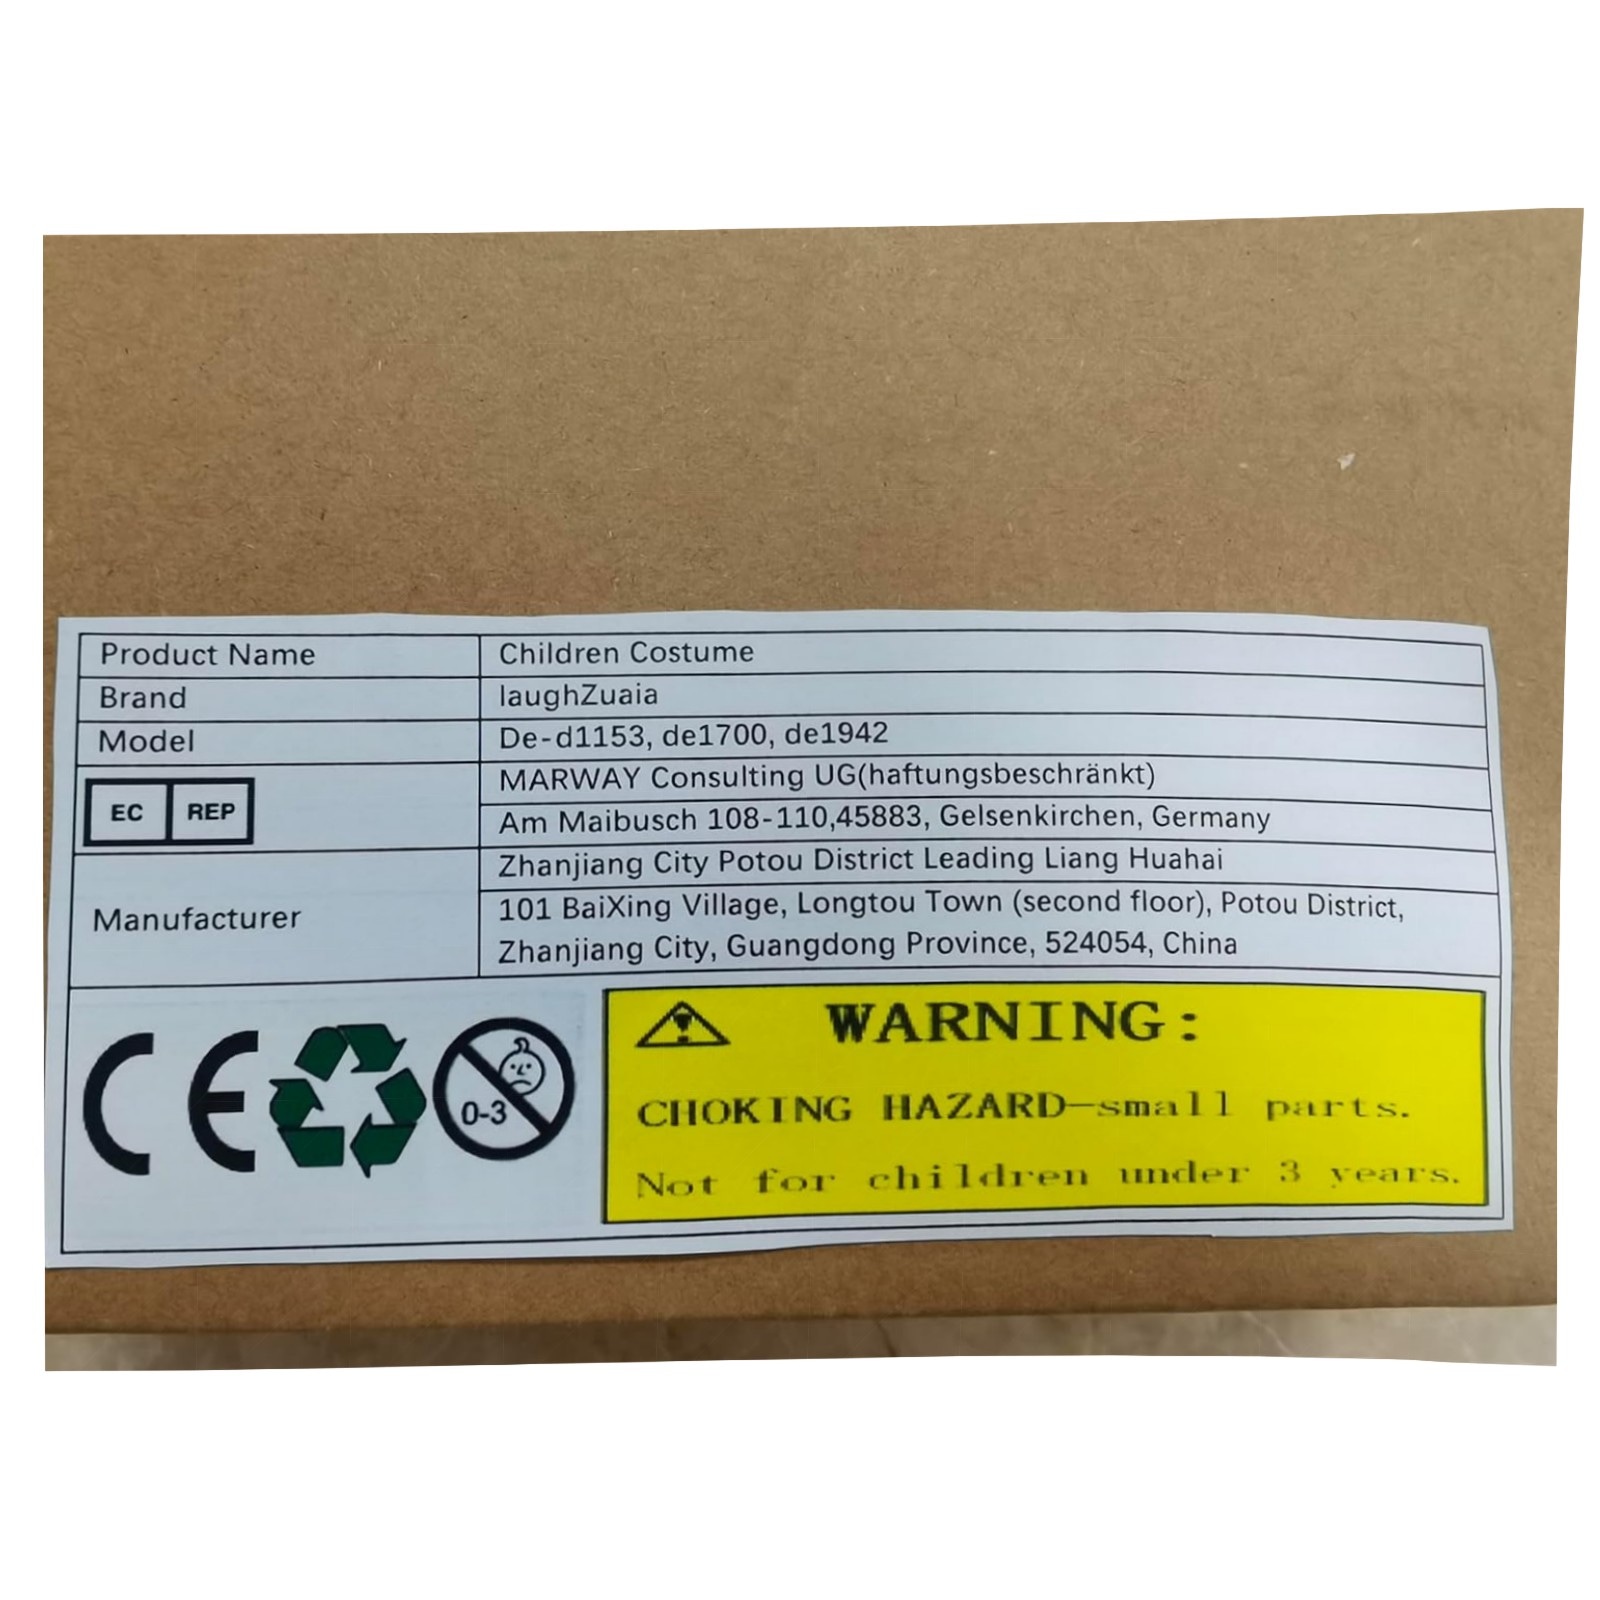 Product Name Children Costume
Brand laughZuaia
Model De-d1153, de1700, de1942
EC REP MARWAY Consulting UG(haftungsbeschränkt)
Am Maibusch 108-110,45883, Gelsenkirchen, Germany
Manufacturer Zhanjiang City Potou District Leading Liang Huahai
101 BaiXing Village, Longtou Town (second floor), Potou District,
Zhanjiang City, Guangdong Province, 524054, China
CE
0-3
WARNING:
CHOKING HAZARD—small parts.
Not for children under 3 years.